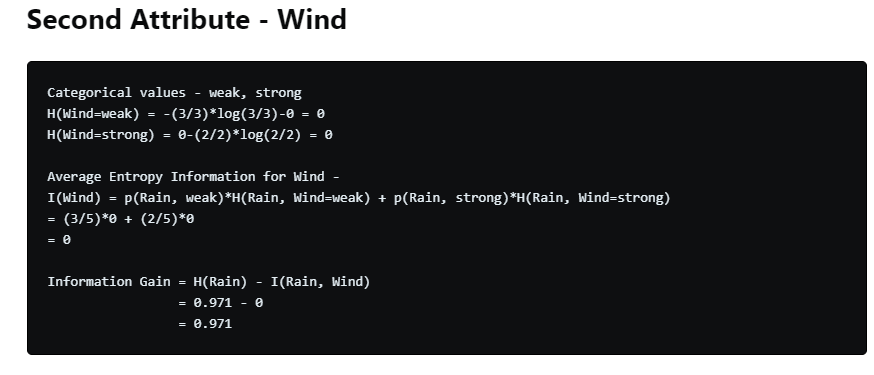 Second Attribute - Wind
Categorical values - weak, strong
H(Wind=weak) = -(3/3)*log(3/3)-0 = 0
H(Wind=strong) = 0-(2/2)*log(2/2) = 0
Average Entropy Information for Wind -
I(Wind) = p(Rain, weak)*H(Rain, Wind=weak) + p(Rain, strong)*H(Rain, Wind=strong)
= (3/5)*0 + (2/5)*0
= 0
Information Gain = H(Rain) - I(Rain, Wind)
= 0.971 - 0
= 0.971